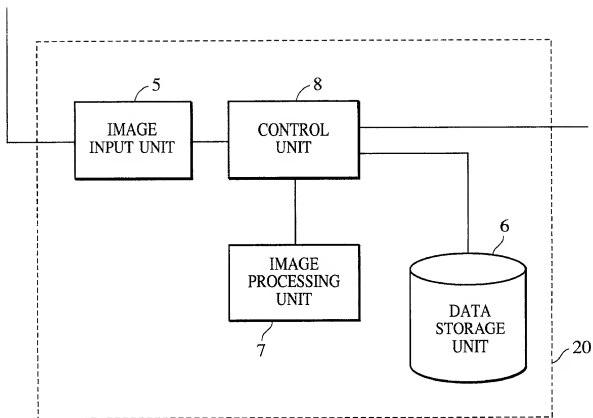 5
8
IMAGE
INPUT UNIT
CONTROL
UNIT
6
IMAGE
PROCESSING
UNIT
7
DATA
STORAGE
UNIT
20